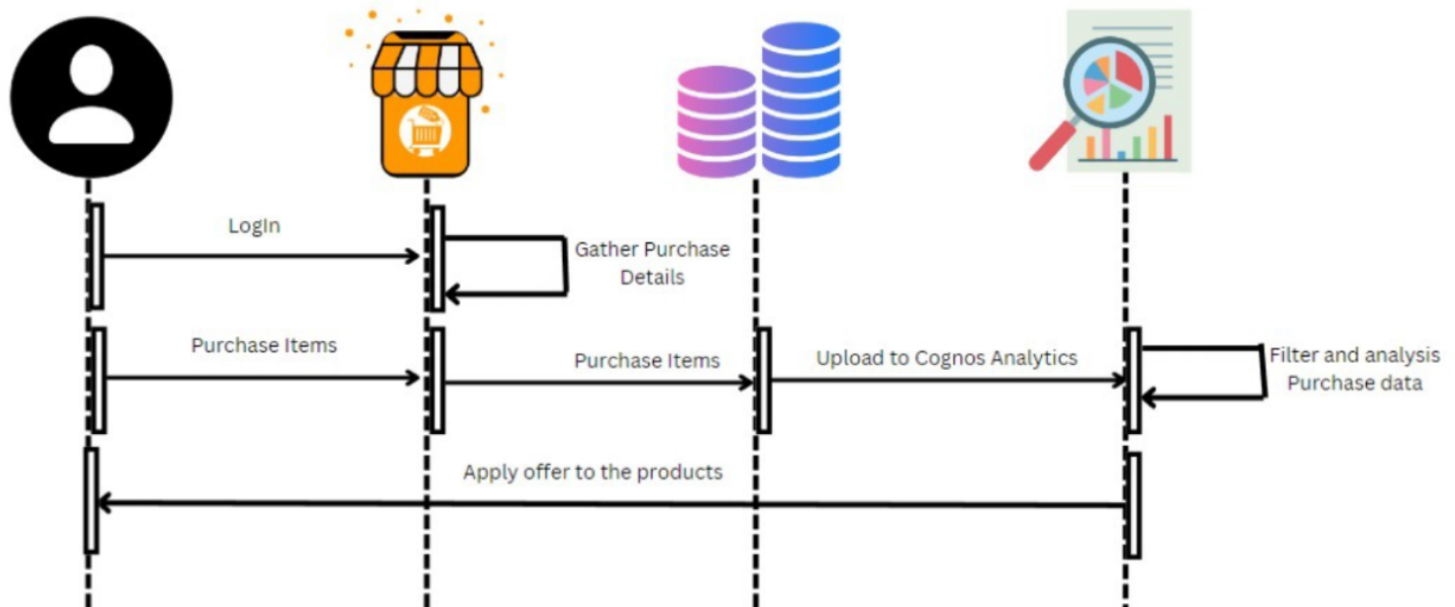 LogIn
Gather Purchase
Details
Purchase Items
Purchase Items
Upload to Cognos Analytics
Filter and analysis
Purchase data
Apply offer to the products